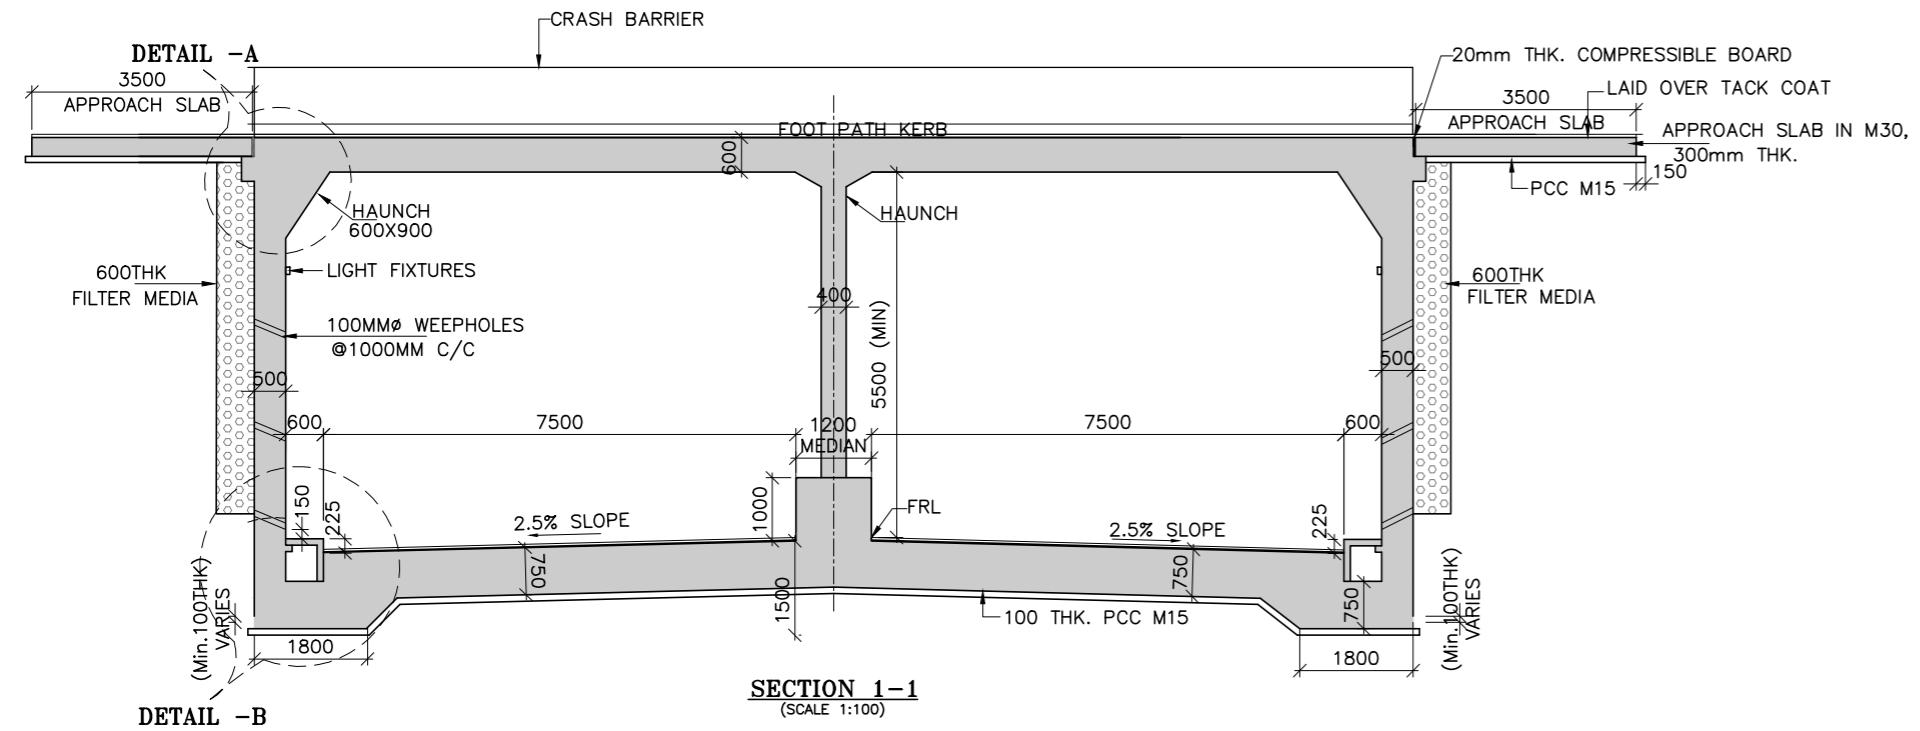 CRASH BARRIER
DETAIL -A
3500
APPROACH SLAB
20mm THK. COMPRESSIBLE BOARD
LAID OVER TACK COAT
3500
APPROACH SLAB
APPROACH SLAB IN M30,
300mm THK.
150
PCC M15
FOOT PATH KERB
600
HAUNCH
600X900
HAUNCH
LIGHT FIXTURES
600THK
FILTER MEDIA
600THK
FILTER MEDIA
400
5500 (MIN)
100MMø WEEPHOLES
@1000MM C/C
500
500
600
7500
1200
MEDIAN
7500
600
150
225
1000
FRL
225
2.5% SLOPE
2.5% SLOPE
750
1500
750
750
(Min.100THK)
VARIES
(Min.100THK)
VARIES
100 THK. PCC M15
1800
1800
SECTION 1-1
(SCALE 1:100)
DETAIL -B